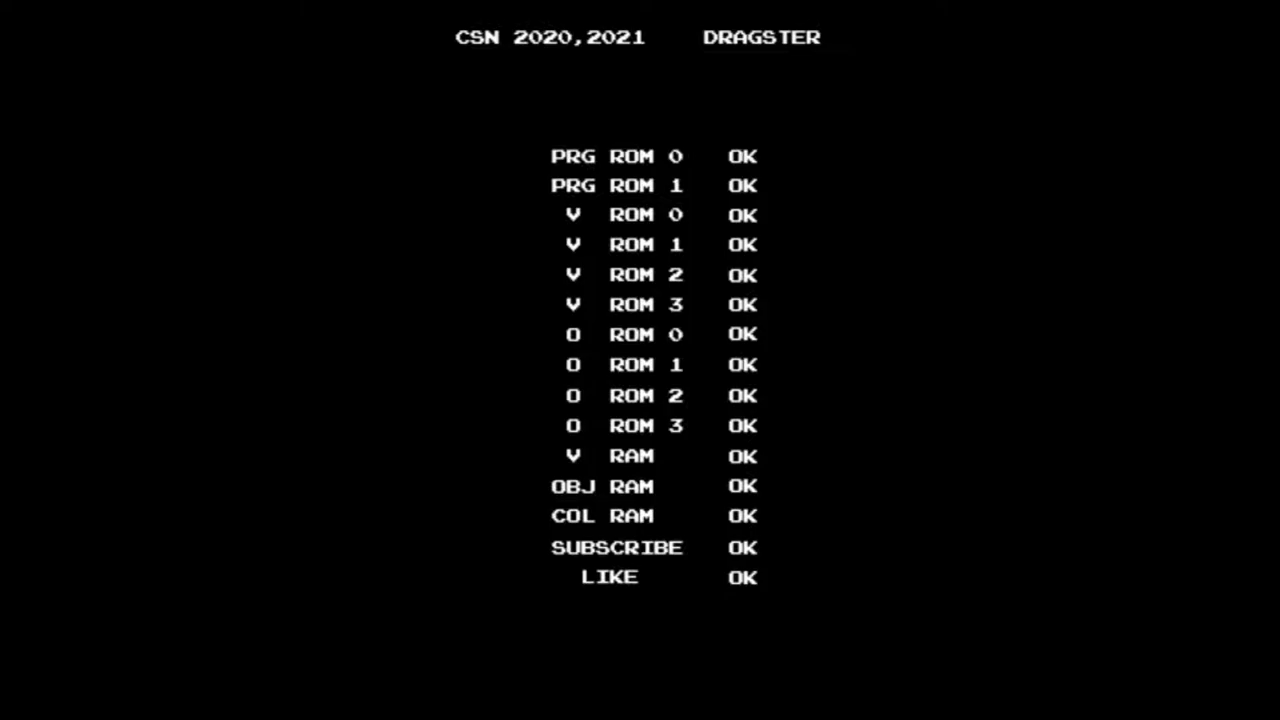 CSN 2020,2021 DRAGSTER
PRG ROM 0 OK
PRG ROM 1 OK
V ROM 0 OK
V ROM 1 OK
V ROM 2 OK
V ROM 3 OK
O ROM 0 OK
O ROM 1 OK
O ROM 2 OK
O ROM 3 OK
V RAM OK
OBJ RAM OK
COL RAM OK
SUBSCRIBE OK
LIKE OK